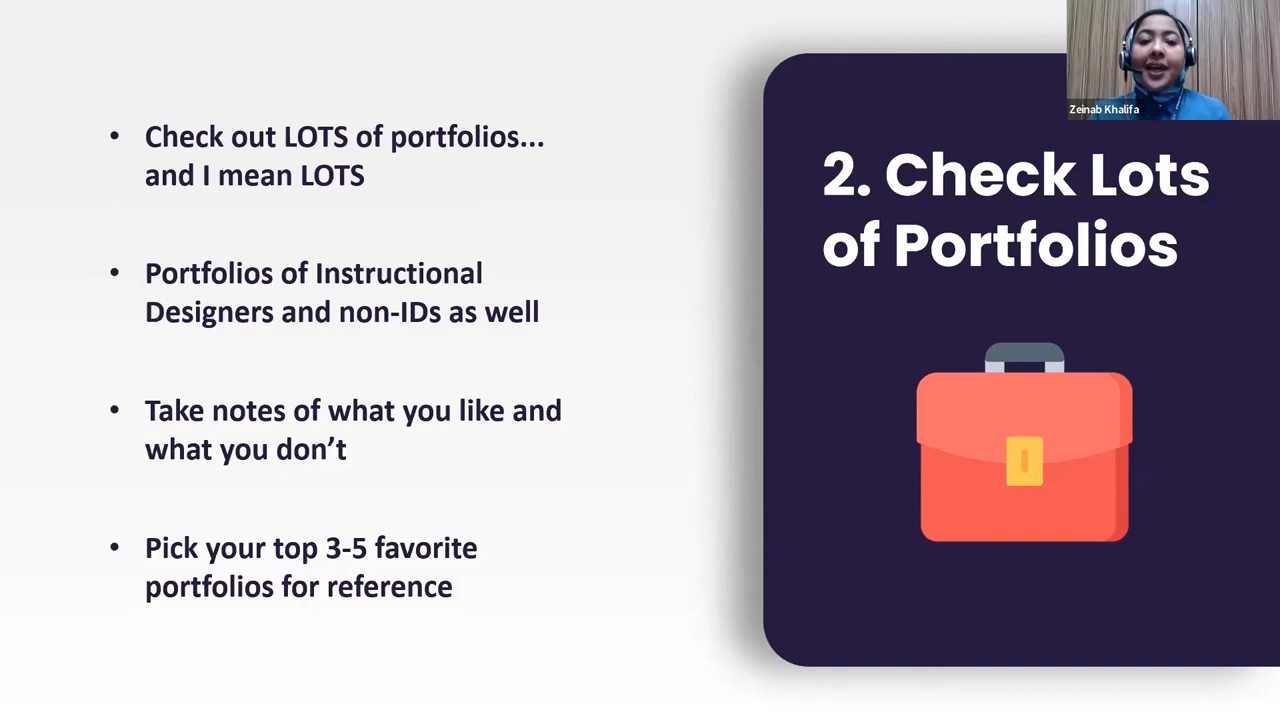 Check out LOTS of portfolios...
and I mean LOTS
Portfolios of Instructional
Designers and non-IDs as well
Take notes of what you like and
what you don’t
Pick your top 3-5 favorite
portfolios for reference
2. Check Lots
of Portfolios
Zeinab Khalifa